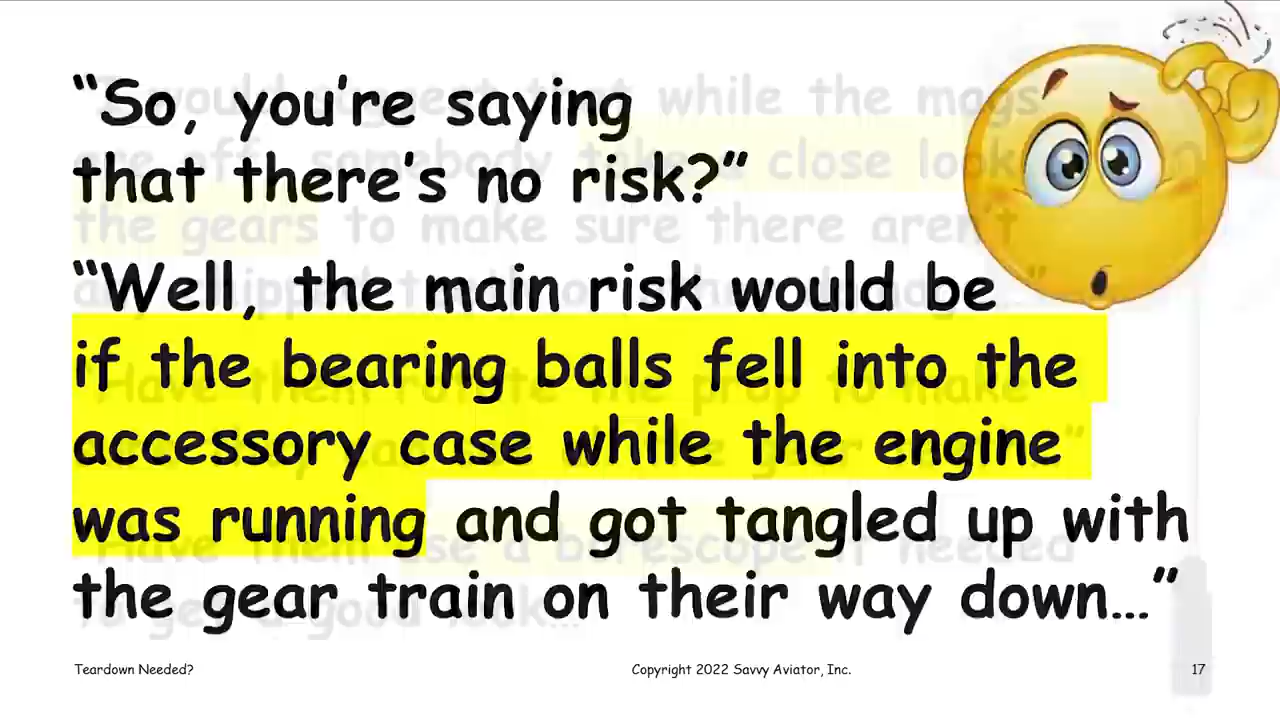 “So, you’re saying
that there’s no risk?”
“Well, the main risk would be
if the bearing balls fell into the
accessory case while the engine
was running and got tangled up with
the gear train on their way down…”
Teardown Needed?
Copyright 2022 Savvy Aviator, Inc.
17